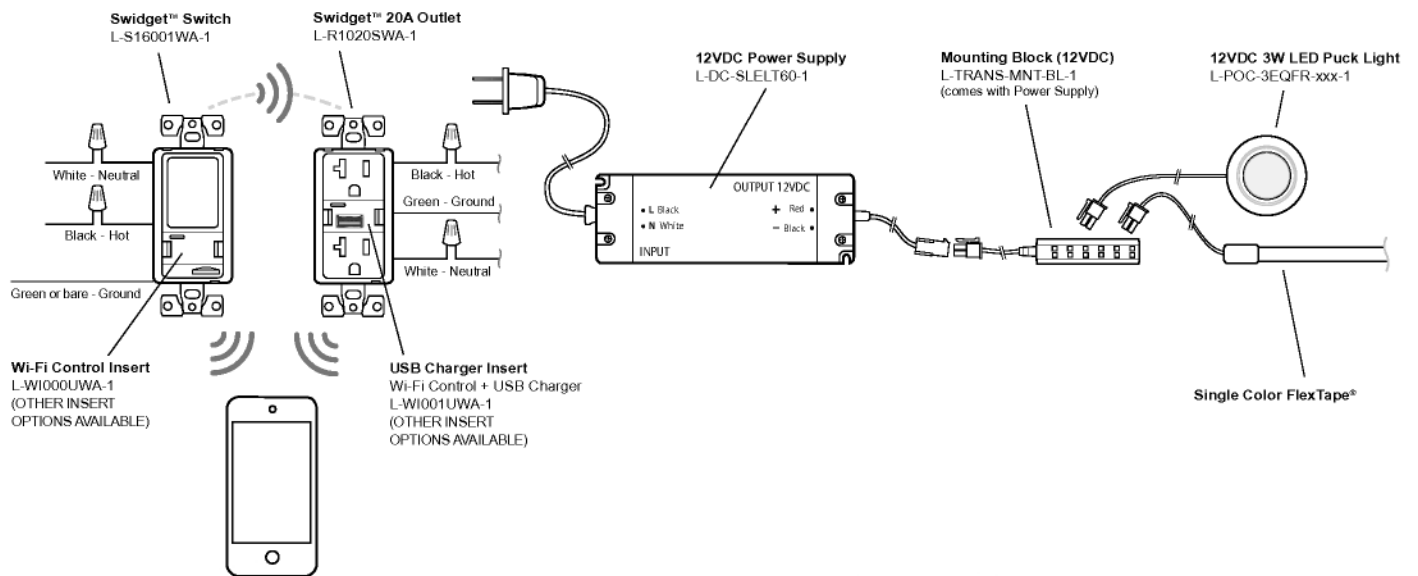 Swidget™ Switch
L-S16001WA-1
Swidget™ 20A Outlet
L-R1020SWA-1
12VDC Power Supply
L-DC-SLELT60-1
Mounting Block (12VDC)
L-TRANS-MNT-BL-1
(comes with Power Supply)
12VDC 3W LED Puck Light
L-POC-3EQFR-xxx-1
White - Neutral
Black - Hot
Green or bare - Ground
Black - Hot
Green - Ground
White - Neutral
OUTPUT 12VDC
• L Black
• N White
INPUT
+ Red •
– Black •
Wi-Fi Control Insert
L-WI000UWA-1
(OTHER INSERT
OPTIONS AVAILABLE)
USB Charger Insert
Wi-Fi Control + USB Charger
L-WI001UWA-1
(OTHER INSERT
OPTIONS AVAILABLE)
Single Color FlexTape®